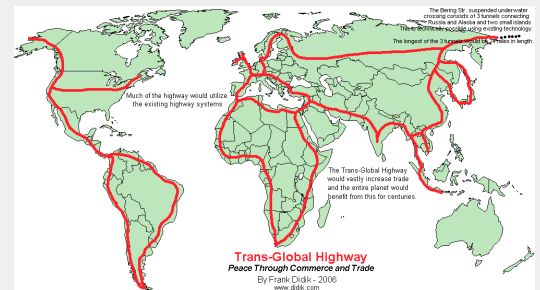 The Bering Str. suspended underwater
crossing consists of 3 tunnels connecting
Russia and Alaska and two small islands
This is technically possible using existing technology.
The longest of the 3 tunnels would be miles in length.
Much of the highway would utilize
the existing highway systems
The Trans-Global Highway
would vastly increase trade
and the entire planet would
benefit from this for centuries.
Trans-Global Highway
Peace Through Commerce and Trade
By Frank Didik - 2006
www.didik.com